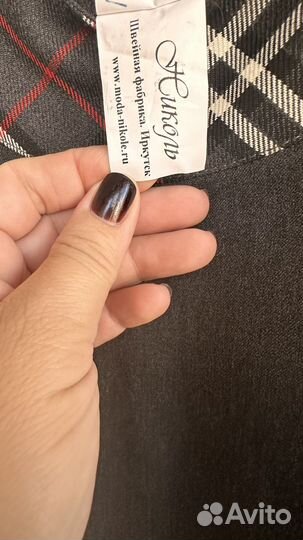 Николь
Швейная фабрика. Иркутск
www.moda-nikole.ru
Avito